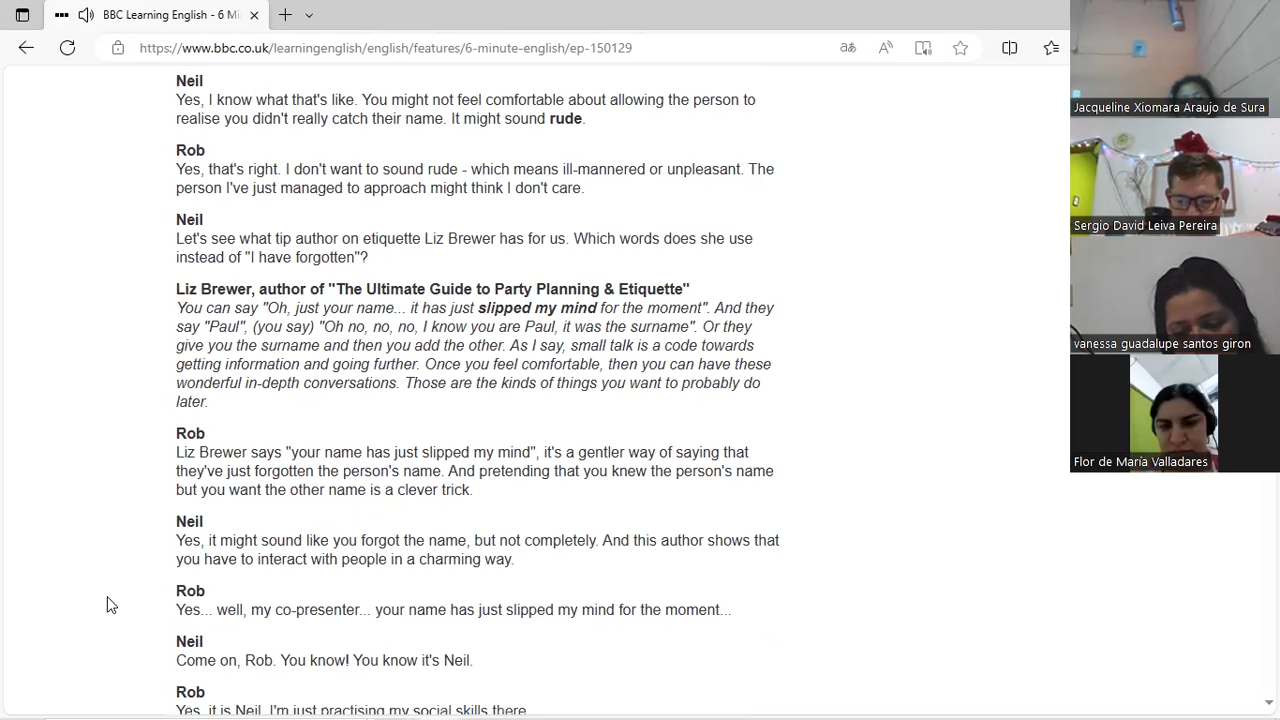 BBC Learning English - 6 Mi
https://www.bbc.co.uk/learningenglish/english/features/6-minute-english/ep-150129
Neil
Yes, I know what that's like. You might not feel comfortable about allowing the person to
realise you didn't really catch their name. It might sound rude.
Rob
Yes, that's right. I don't want to sound rude - which means ill-mannered or unpleasant. The
person I've just managed to approach might think I don't care.
Neil
Let's see what tip author on etiquette Liz Brewer has for us. Which words does she use
instead of "I have forgotten"?
Liz Brewer, author of "The Ultimate Guide to Party Planning & Etiquette"
You can say "Oh, just your name... it has just slipped my mind for the moment". And they
say "Paul", (you say) "Oh no, no, no, I know you are Paul, it was the surname". Or they
give you the surname and then you add the other. As I say, small talk is a code towards
getting information and going further. Once you feel comfortable, then you can have these
wonderful in-depth conversations. Those are the kinds of things you want to probably do
later.
Rob
Liz Brewer says "your name has just slipped my mind", it's a gentler way of saying that
they've just forgotten the person's name. And pretending that you knew the person's name
but you want the other name is a clever trick.
Neil
Yes, it might sound like you forgot the name, but not completely. And this author shows that
you have to interact with people in a charming way.
Rob
Yes... well, my co-presenter... your name has just slipped my mind for the moment...
Neil
Come on, Rob. You know! You know it's Neil.
Rob
Yes, it is Neil. I'm just practising my social skills there.
Jacqueline Xiomara Araujo de Sura
Sergio David Leiva Pereira
vanessa guadalupe santos giron
Flor de María Valladares